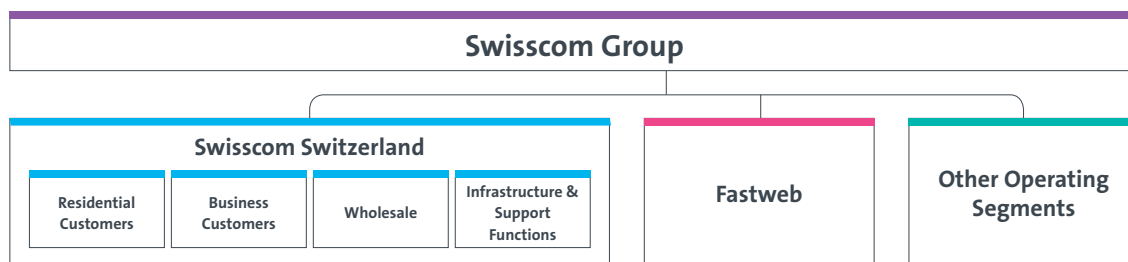 Swisscom Group
Swisscom Switzerland
Residential
Customers
Business
Customers
Wholesale
Infrastructure &
Support
Functions
Fastweb
Other Operating
Segments